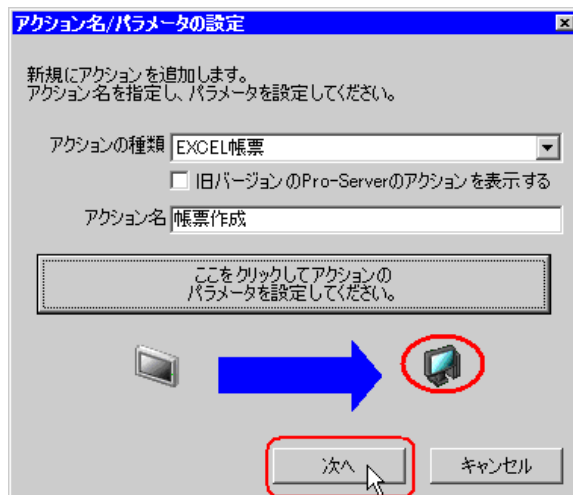 アクション名/パラメータの設定
新規にアクションを追加します。
アクション名を指定し、パラメータを設定してください。
アクションの種類 EXCEL帳票
旧バージョンのPro-Serverのアクションを表示する
アクション名 帳票作成
ここをクリックしてアクションの
パラメータを設定してください。
次へ キャンセル